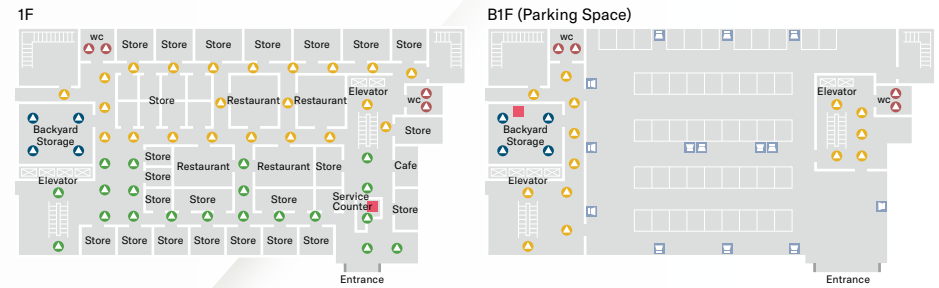 1F
B1F (Parking Space)
wc
Store Store Store Store Store Store Store
Store
Restaurant
Restaurant
Elevator
wc
Store
Backyard
Storage
Elevator
Store
Store
Restaurant
Restaurant
Store
Cafe
Store
Store
Store
Service
Counter
Store
Store Store Store Store Store Store Store
Entrance
wc
Elevator
wc
Backyard
Storage
Elevator
Entrance